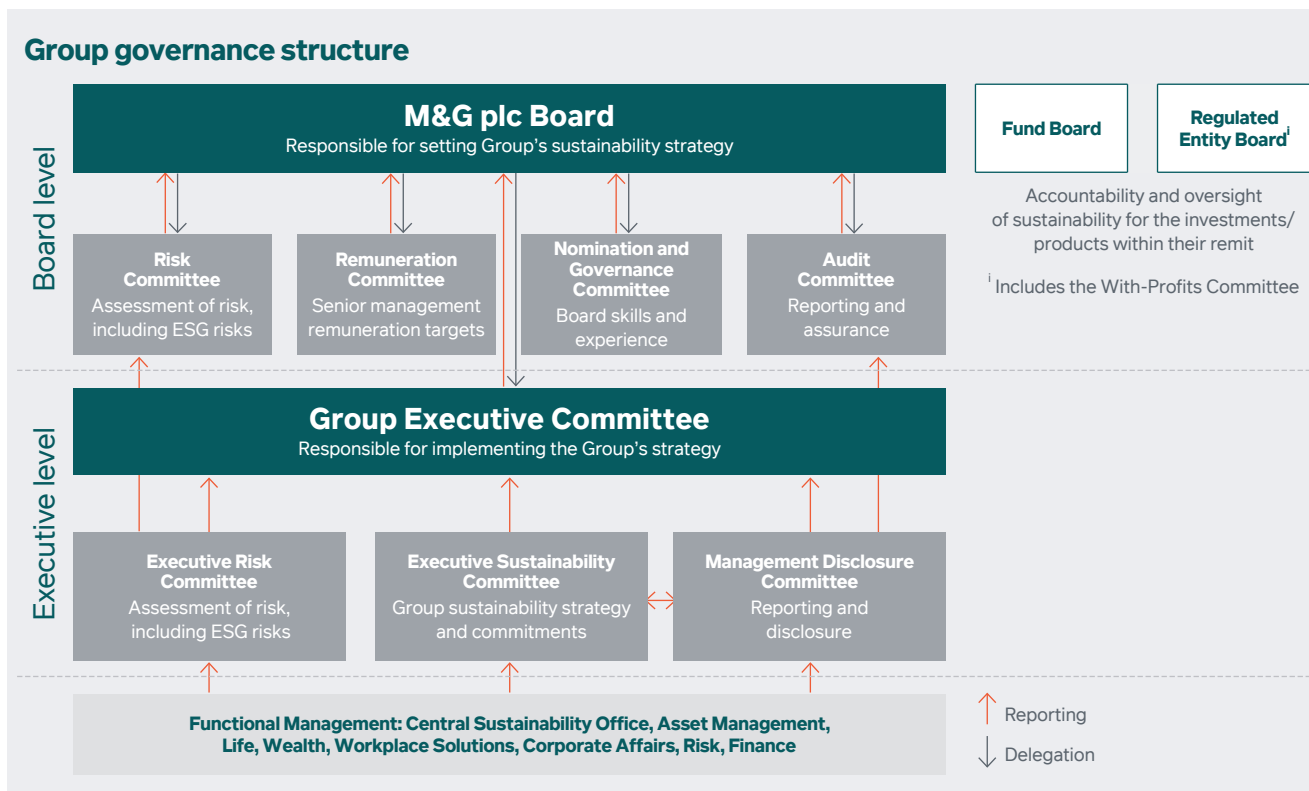 Group governance structure
Board level
M&G plc Board
Responsible for setting Group's sustainability strategy
Fund Board
Regulated
Entity Boardⁱ
Accountability and oversight
of sustainability for the investments/
products within their remit
ⁱ Includes the With-Profits Committee
Risk
Committee
Assessment of risk,
including ESG risks
Remuneration
Committee
Senior management
remuneration targets
Nomination and
Governance
Committee
Board skills and
experience
Audit
Committee
Reporting and
assurance
Executive level
Group Executive Committee
Responsible for implementing the Group's strategy
Executive Risk
Committee
Assessment of risk,
including ESG risks
Executive Sustainability
Committee
Group sustainability strategy
and commitments
Management Disclosure
Committee
Reporting and
disclosure
Functional Management: Central Sustainability Office, Asset Management,
Life, Wealth, Workplace Solutions, Corporate Affairs, Risk, Finance
Reporting
Delegation